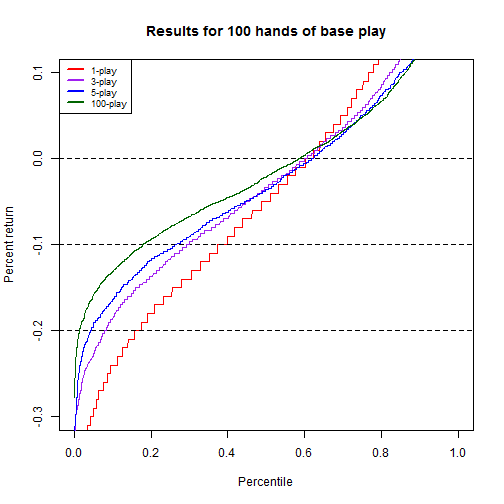 Results for 100 hands of base play
1-play
3-play
5-play
100-play
Percent return
0.1
0.0
-0.1
-0.2
-0.3
0.0 0.2 0.4 0.6 0.8 1.0
Percentile